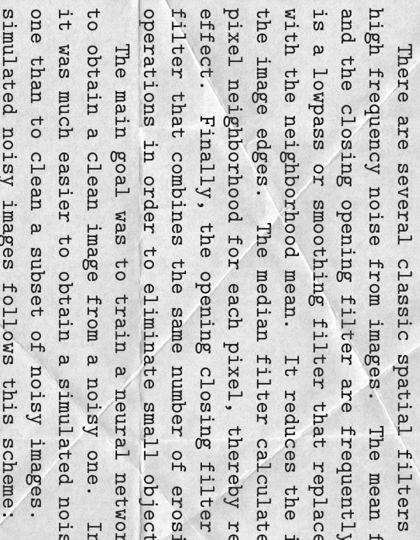 There are several classic spatial filters
high frequency noise from images. The mean f
and the closing opening filter are frequently
is a lowpass or smoothing filter that replace
with the neighborhood mean. It reduces the i
the image edges. The median filter calculate
pixel neighborhood for each pixel, thereby re
effect. Finally, the opening closing filter
filter that combines the same number of erosi
operations in order to eliminate small object
The main goal was to train a neural networ
to obtain a clean image from a noisy one. In
it was much easier to obtain a simulated nois
one than to clean a subset of noisy images.
simulated noisy images follows this scheme: